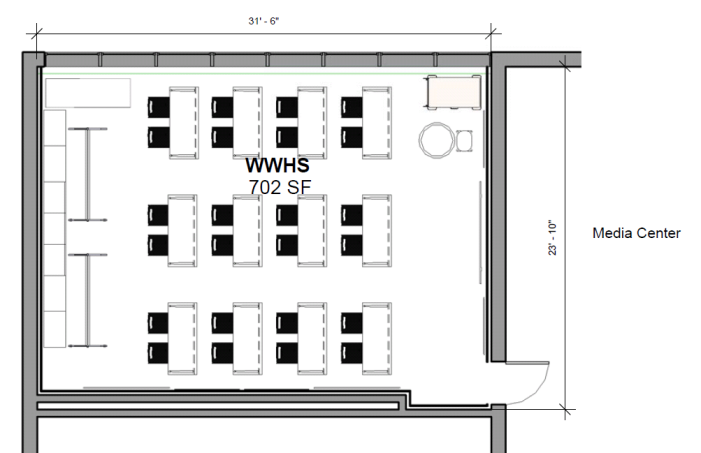 31' - 6"
WWHS
702 SF
23' - 10"
Media Center